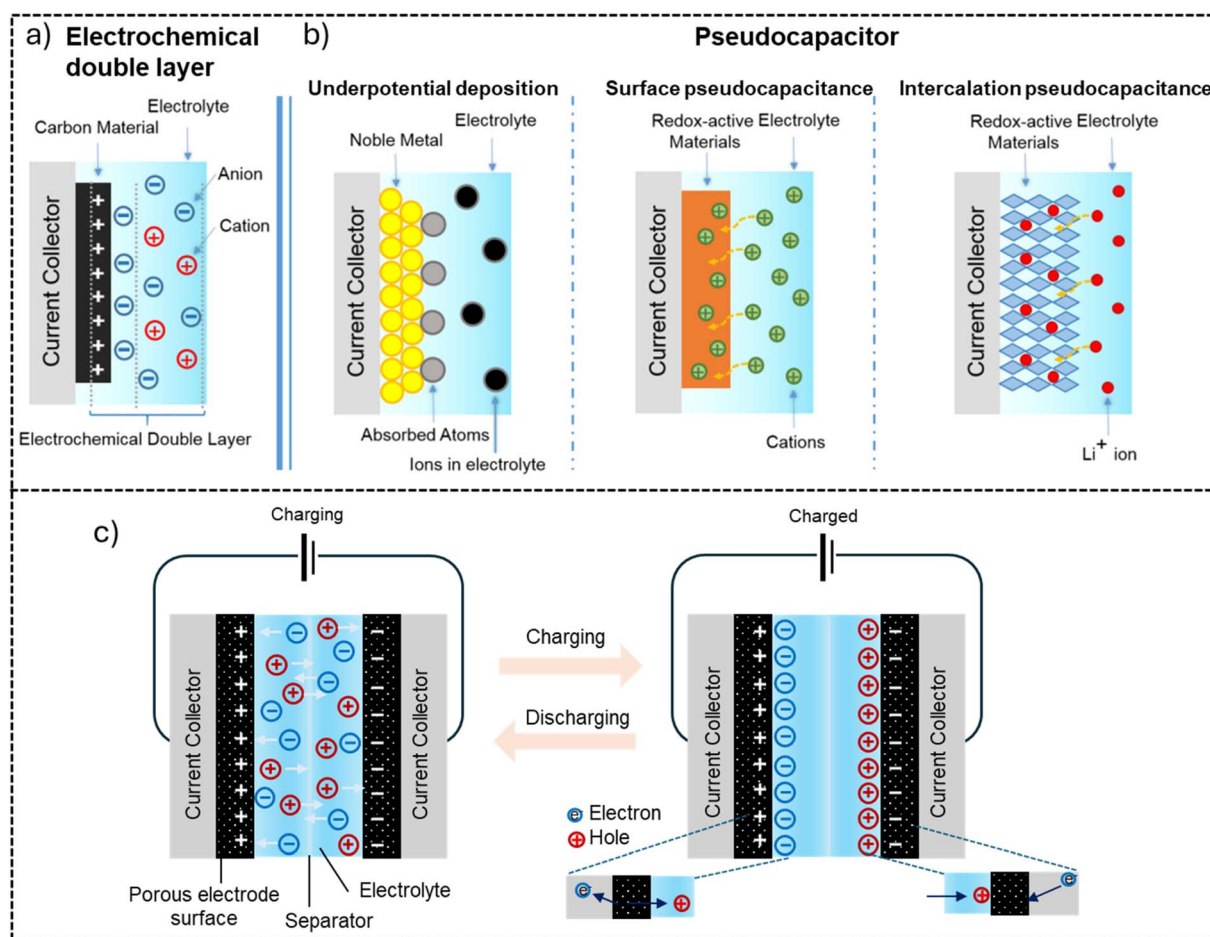 a) Electrochemical
double layer
Electrolyte
Carbon Material
Anion
Cation
Current Collector
Electrochemical Double Layer
b) Pseudocapacitor
Underpotential deposition
Electrolyte
Noble Metal
Current Collector
Absorbed Atoms
Ions in electrolyte
Surface pseudocapacitance
Redox-active Electrolyte
Materials
Current Collector
Cations
Intercalation pseudocapacitance
Redox-active Electrolyte
Materials
Current Collector
Li+ ion
c)
Charging
Current Collector
Current Collector
Porous electrode
surface
Separator
Electrolyte
Charging
Discharging
Charged
Current Collector
Current Collector
e Electron
Hole
e
e